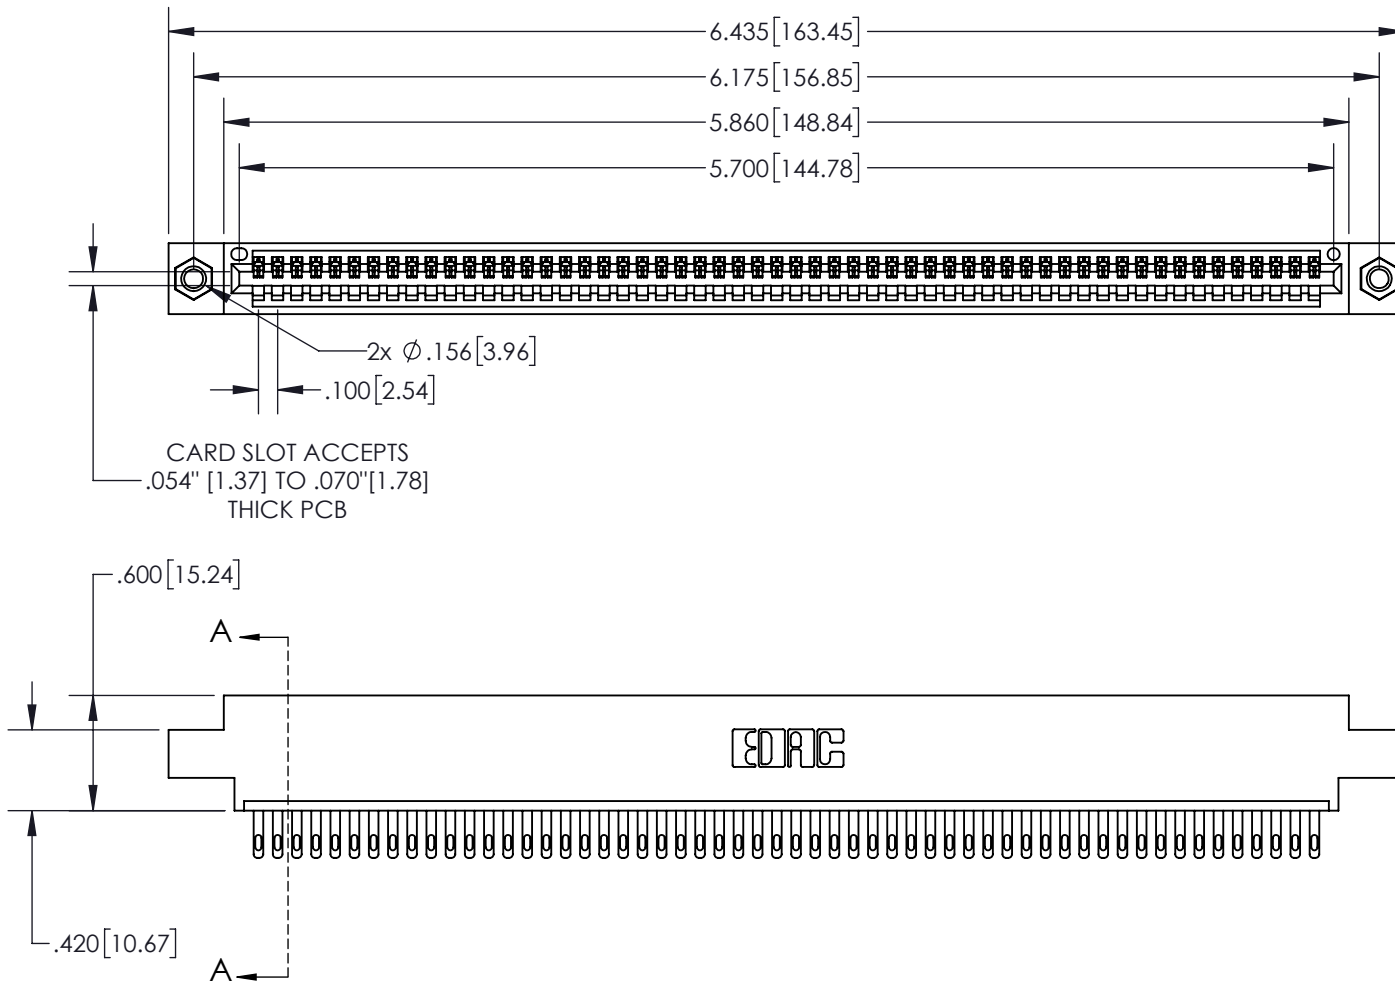 6.435[163.45]
6.175[156.85]
5.860[148.84]
5.700[144.78]
2x Ø.156[3.96]
.100[2.54]
CARD SLOT ACCEPTS
.054" [1.37] TO .070"[1.78]
THICK PCB
.600[15.24]
A
EDAC
.420[10.67]
A